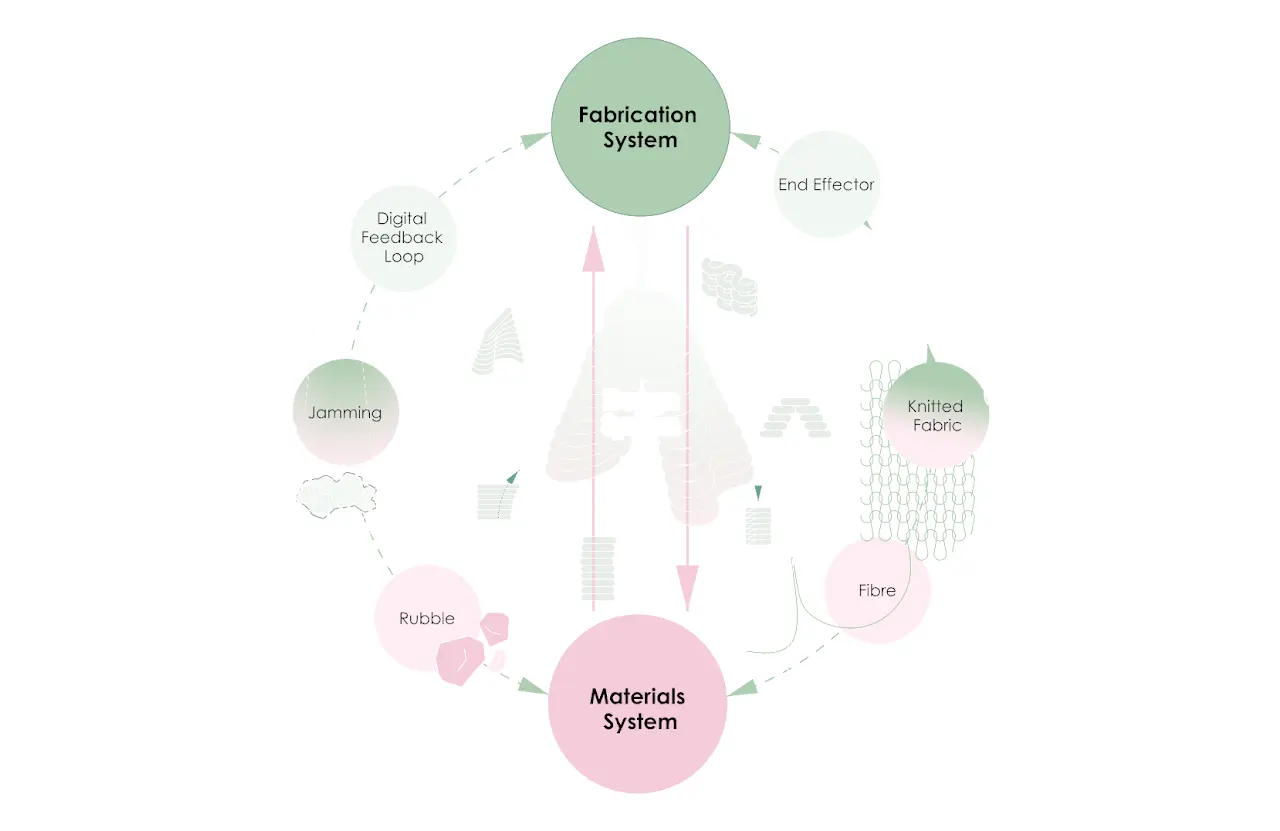 Fabrication
System
End Effector
Digital
Feedback
Loop
Jamming
Knitted
Fabric
Rubble
Fibre
Materials
System